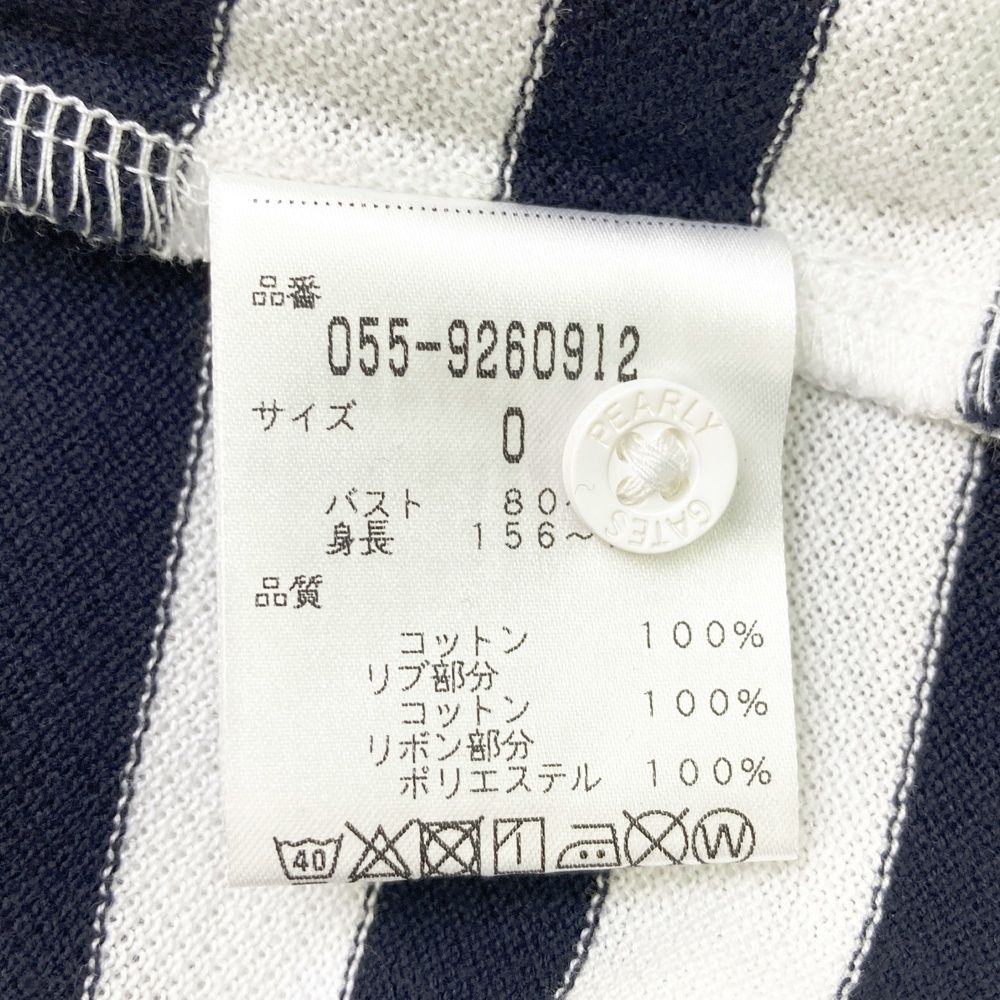 品番
055-9260912
サイズ 0
PEARLY GATES
バスト 80
身長 156～
品質
コットン 100%
リブ部分
コットン 100%
リボン部分
ポリエステル 100%
40
W